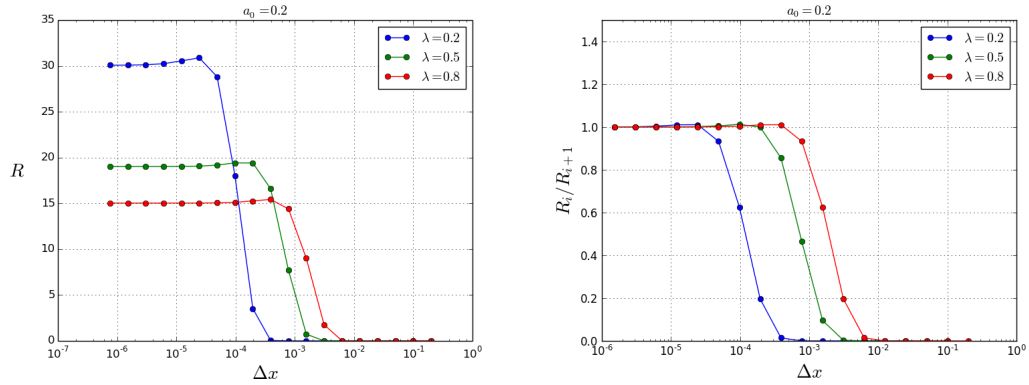 a₀ = 0.2
35
30
25
20
15
10
5
0
R
λ = 0.2
λ = 0.5
λ = 0.8
10⁻⁷ 10⁻⁶ 10⁻⁵ 10⁻⁴ 10⁻³ 10⁻² 10⁻¹ 10⁰
Δx
a₀ = 0.2
1.4
1.2
1.0
0.8
0.6
0.4
0.2
0.0
Rᵢ/Rᵢ₊₁
λ = 0.2
λ = 0.5
λ = 0.8
10⁻⁶ 10⁻⁵ 10⁻⁴ 10⁻³ 10⁻² 10⁻¹ 10⁰
Δx